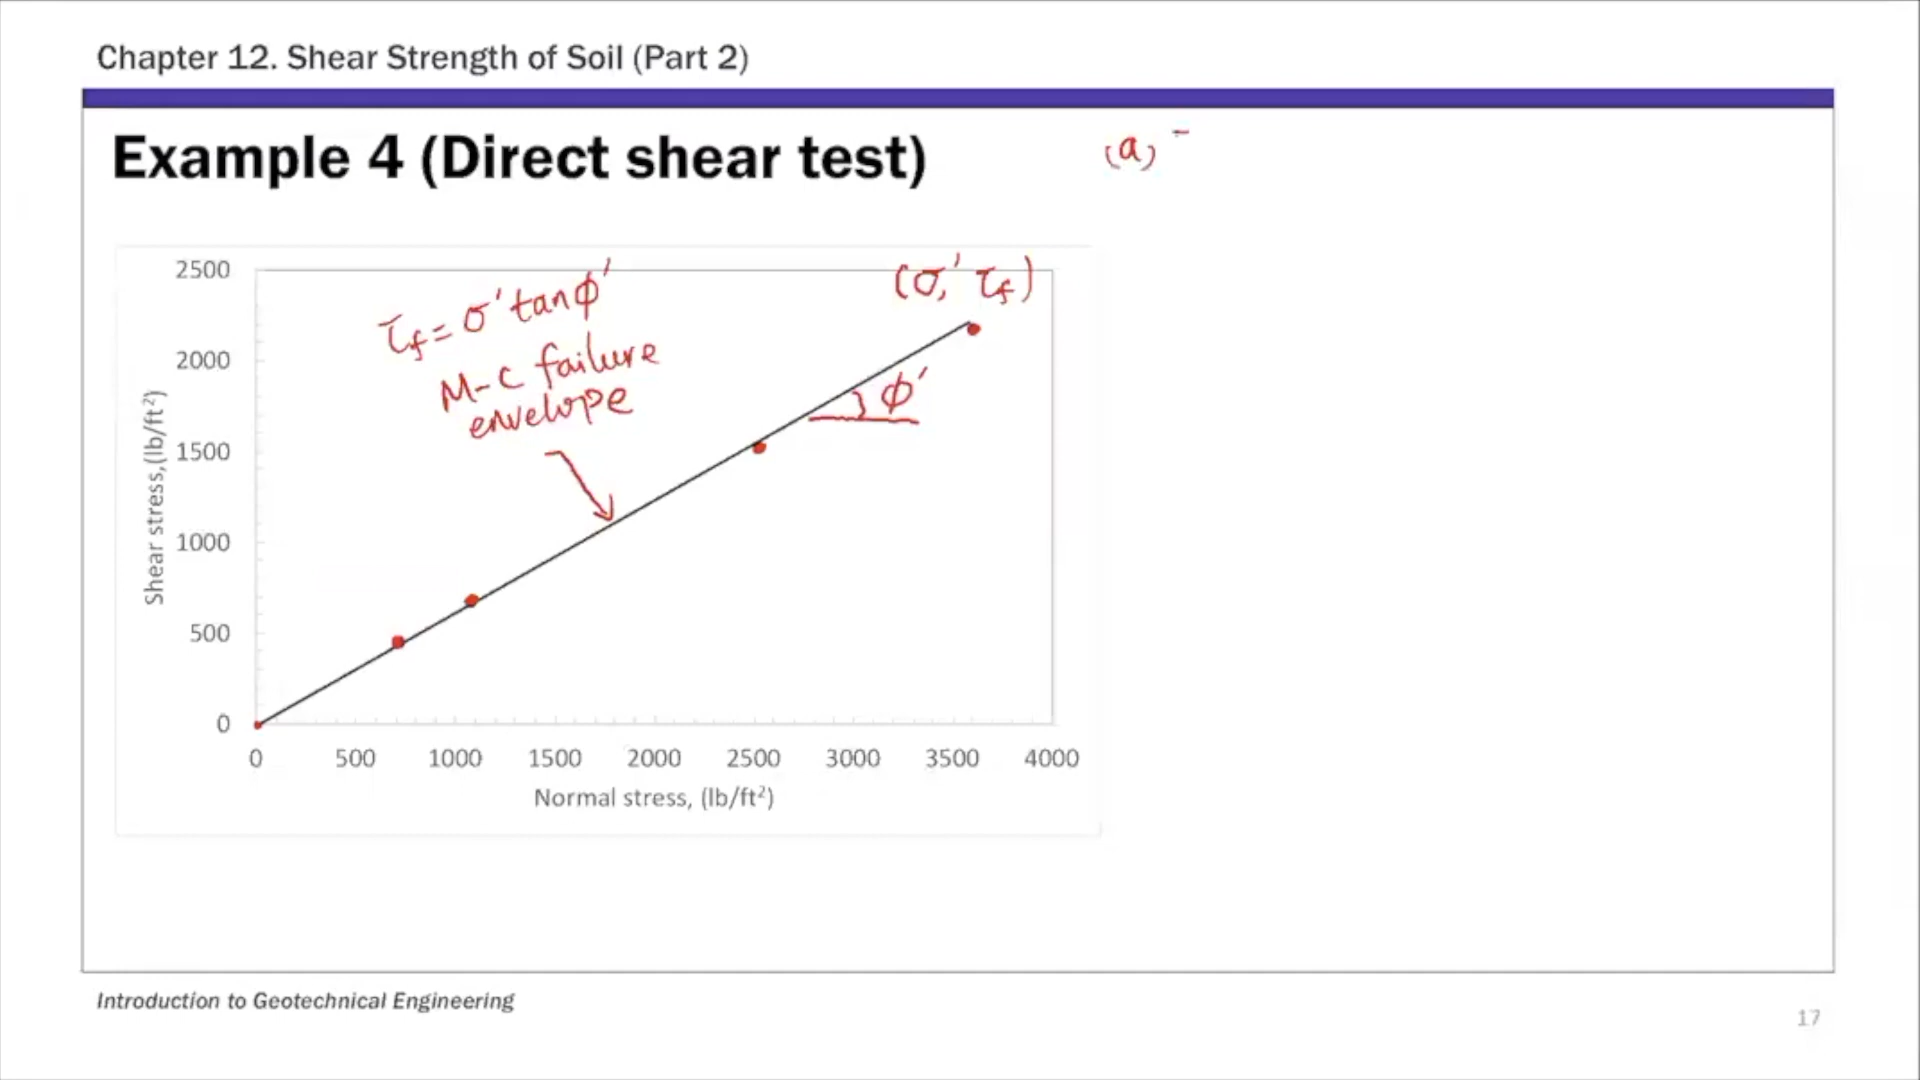 Chapter 12. Shear Strength of Soil (Part 2)
Example 4 (Direct shear test)
(a)
2500
2000
1500
1000
500
0
Shear stress,(lb/ft²)
τf = σ' tan ϕ'
M-C failure
envelope
(σ,' τf)
ϕ'
0 500 1000 1500 2000 2500 3000 3500 4000
Normal stress, (lb/ft²)
Introduction to Geotechnical Engineering
17